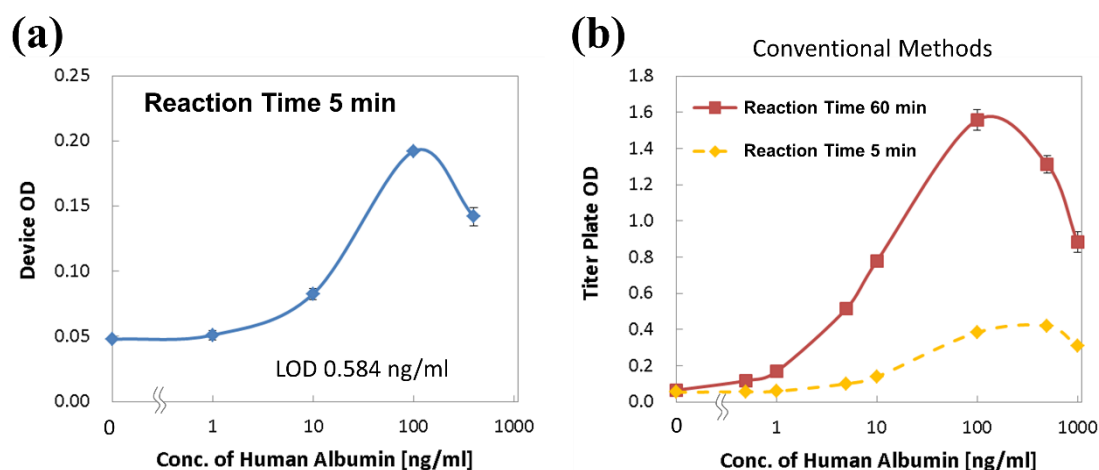 (a)
Reaction Time 5 min
Device OD
0.25
0.20
0.15
0.10
0.05
0.00
LOD 0.584 ng/ml
0 1 10 100 1000
Conc. of Human Albumin [ng/ml]
(b)
Conventional Methods
Titer Plate OD
1.8
1.6
1.4
1.2
1.0
0.8
0.6
0.4
0.2
0.0
Reaction Time 60 min
Reaction Time 5 min
0 1 10 100 1000
Conc. of Human Albumin [ng/ml]